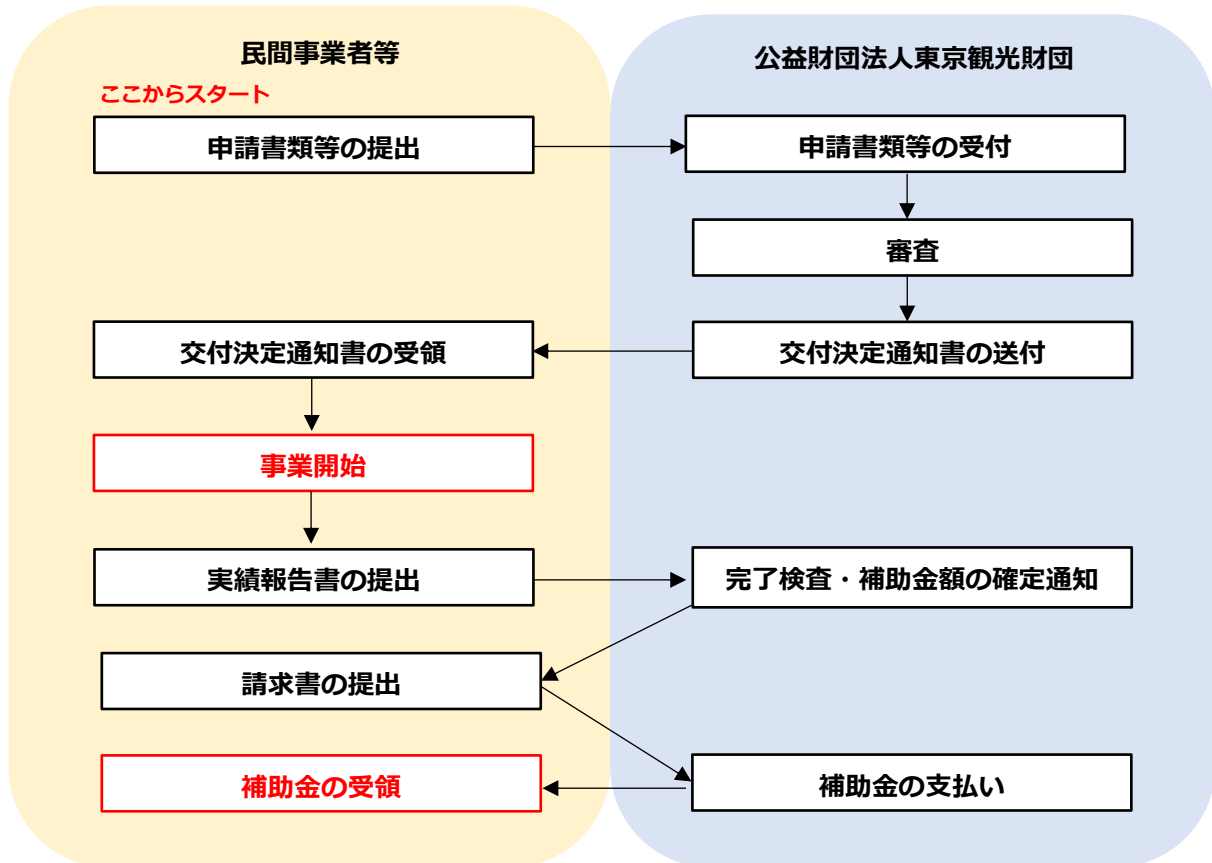 民間事業者等
公益財団法人東京観光財団
ここからスタート
申請書類等の提出
申請書類等の受付
審査
交付決定通知書の受領
交付決定通知書の送付
事業開始
実績報告書の提出
完了検査・補助金額の確定通知
請求書の提出
補助金の受領
補助金の支払い